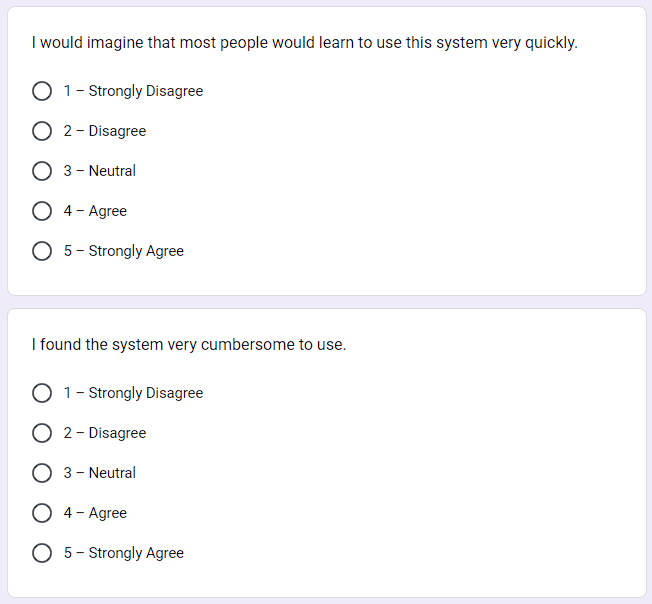 I would imagine that most people would learn to use this system very quickly.
1 – Strongly Disagree
2 – Disagree
3 – Neutral
4 – Agree
5 – Strongly Agree
I found the system very cumbersome to use.
1 – Strongly Disagree
2 – Disagree
3 – Neutral
4 – Agree
5 – Strongly Agree